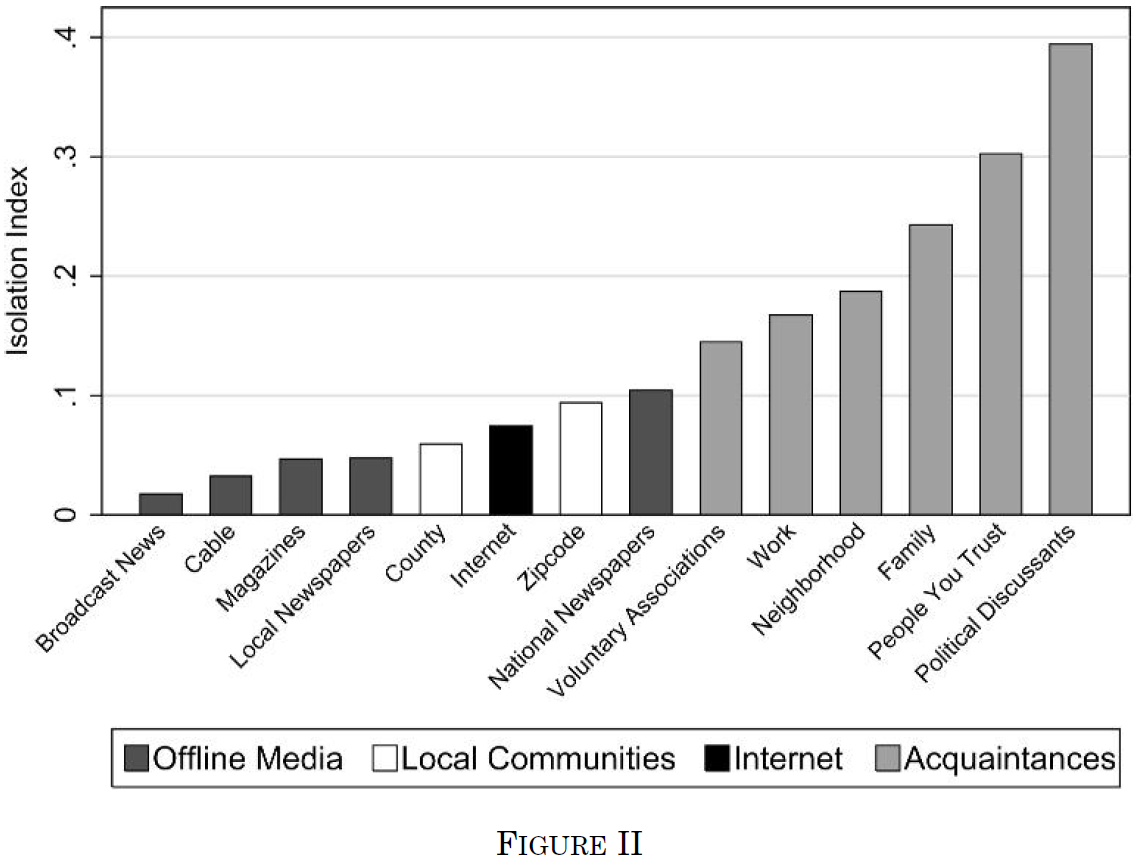 .4
.3
.2
.1
0
Isolation Index
Broadcast News
Cable
Magazines
Local Newspapers
County
Internet
Zipcode
National Newspapers
Voluntary Associations
Work
Neighborhood
Family
People You Trust
Political Discussants
Offline Media Local Communities Internet Acquaintances
FIGURE II